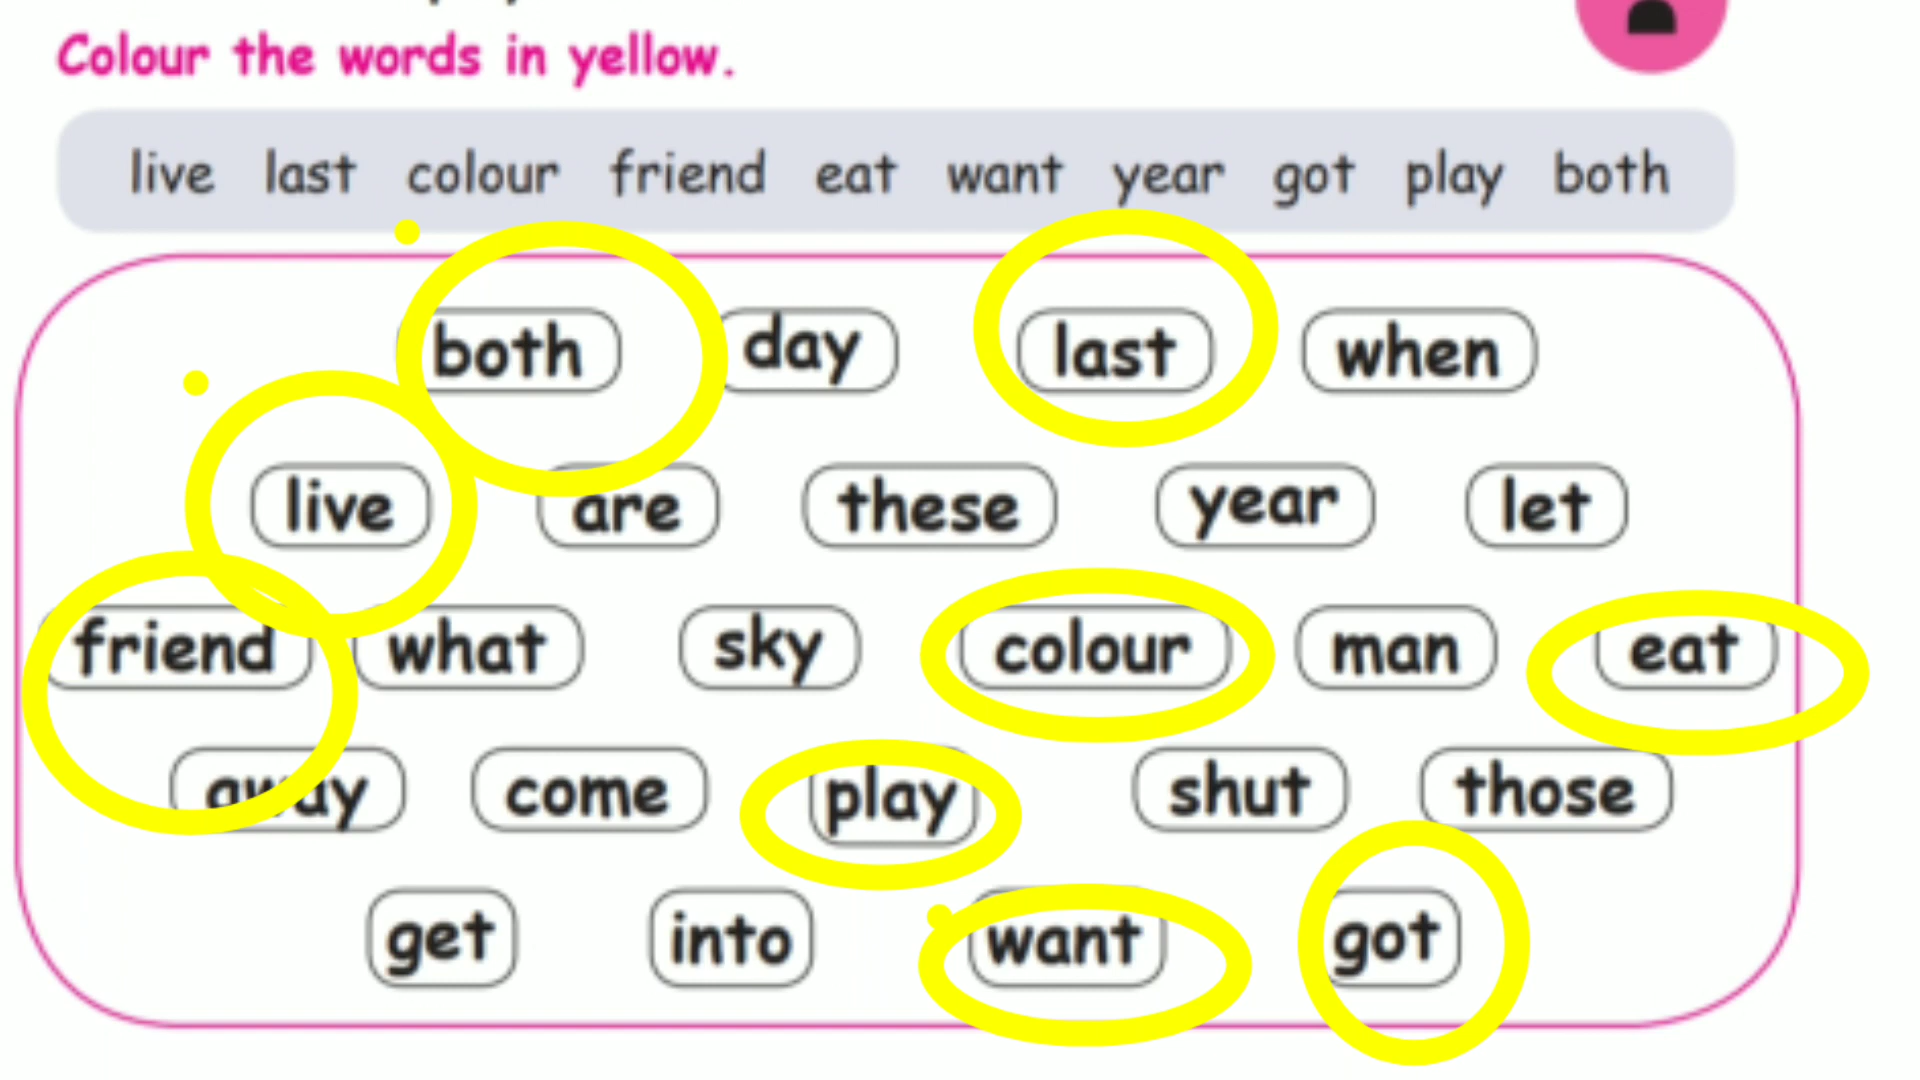 Colour the words in yellow.
live last colour friend eat want year got play both
both day last when
live are these year let
friend what sky colour man eat
away come play shut those
get into want got